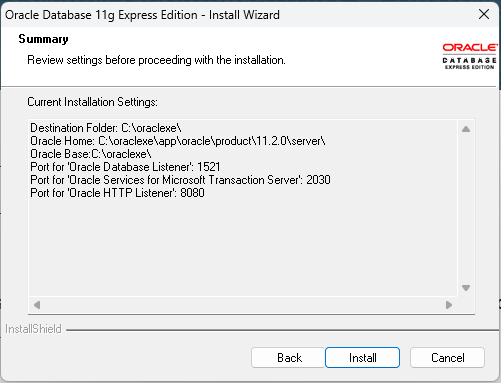 Oracle Database 11g Express Edition - Install Wizard
Summary
Review settings before proceeding with the installation.
ORACLE
DATABASE
EXPRESS EDITION
Current Installation Settings:
Destination Folder: C:\oraclexe\
Oracle Home: C:\oraclexe\app\oracle\product\11.2.0\server\
Oracle Base:C:\oraclexe\
Port for 'Oracle Database Listener': 1521
Port for 'Oracle Services for Microsoft Transaction Server': 2030
Port for 'Oracle HTTP Listener': 8080
InstallShield
Back Install Cancel